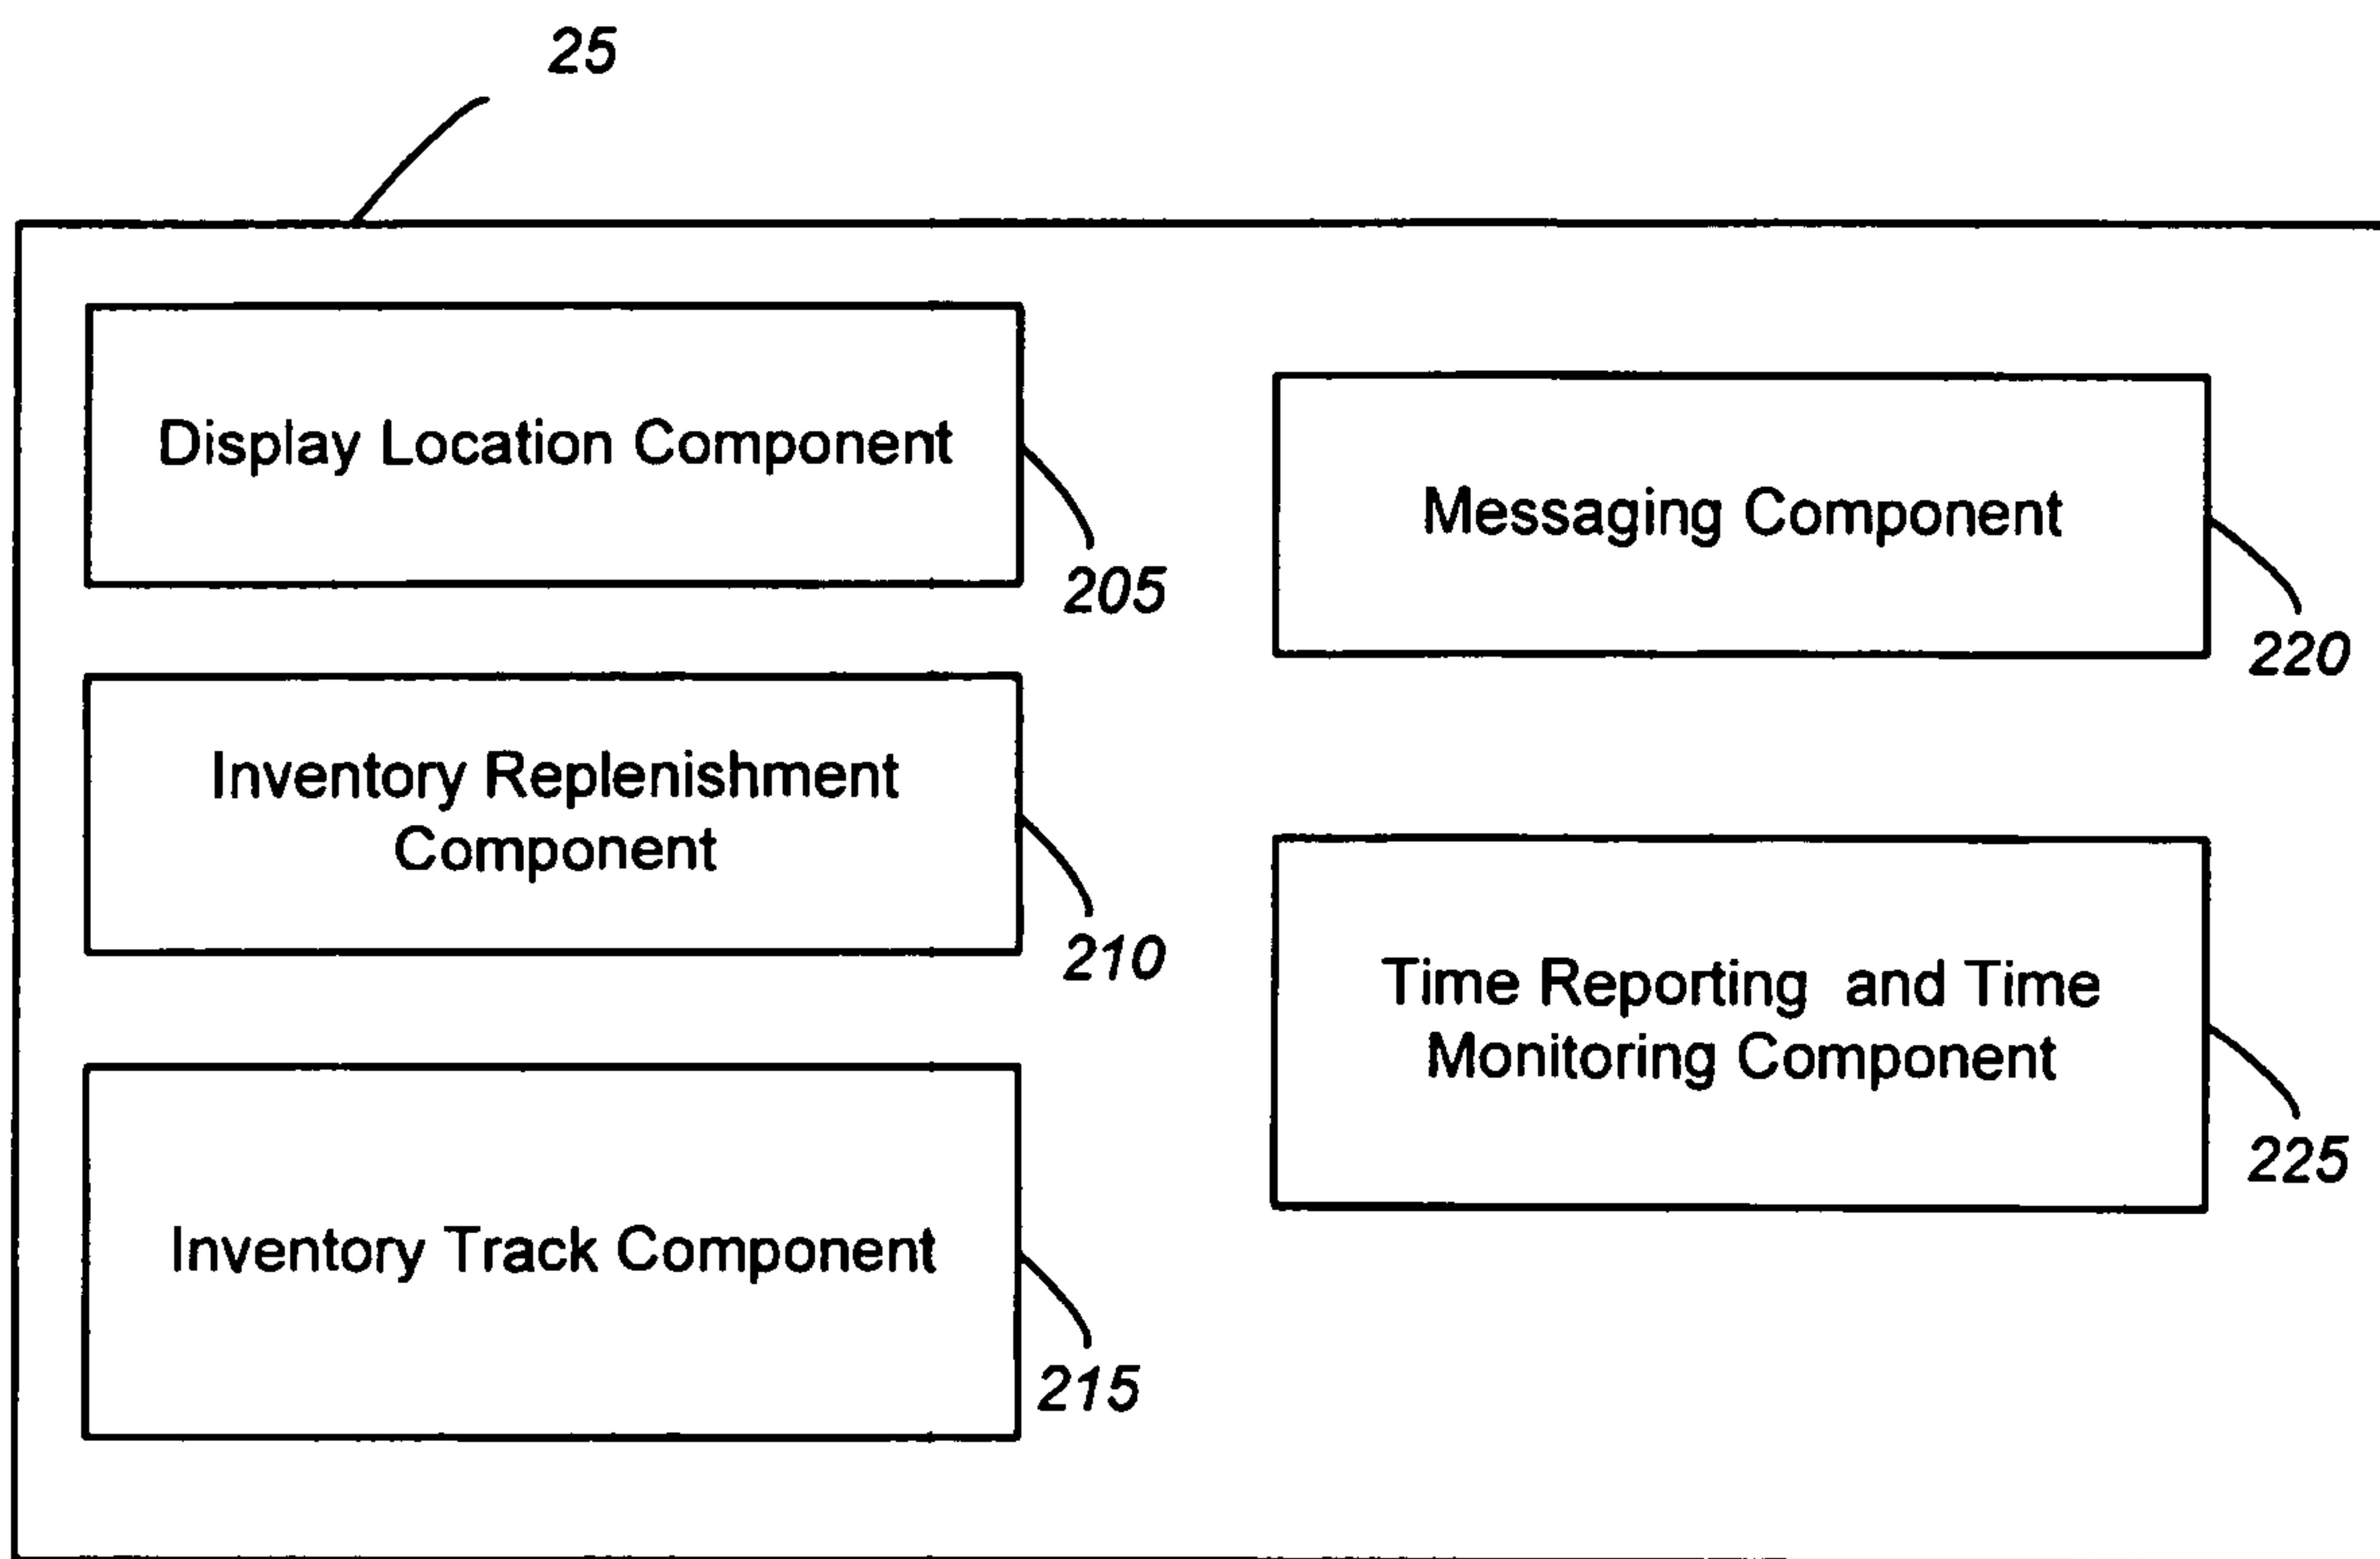 25
Display Location Component
205
Inventory Replenishment
Component
210
Inventory Track Component
215
Messaging Component
220
Time Reporting and Time
Monitoring Component
225